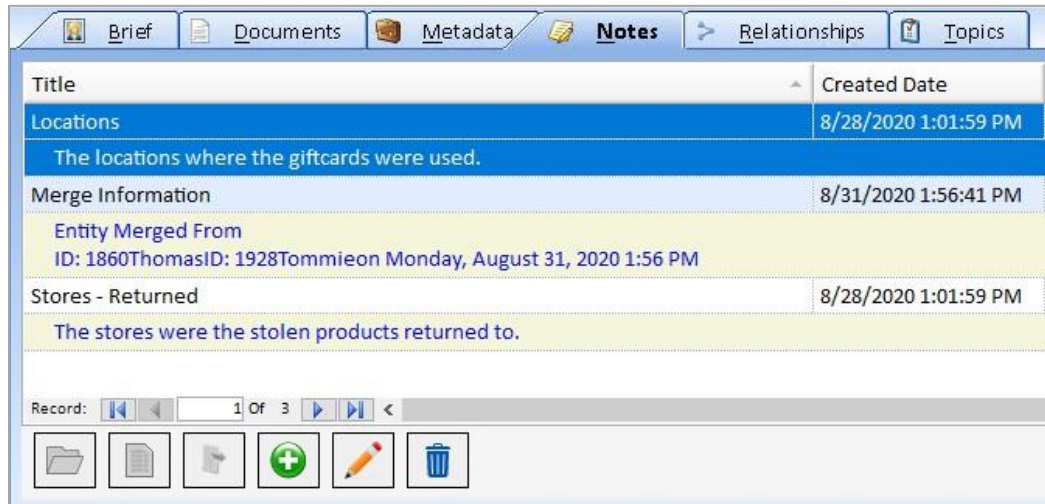 Brief Documents Metadata Notes Relationships Topics
Title Created Date
Locations 8/28/2020 1:01:59 PM
The locations where the giftcards were used.
Merge Information 8/31/2020 1:56:41 PM
Entity Merged From
ID: 1860ThomasID: 1928Tommieon Monday, August 31, 2020 1:56 PM
Stores - Returned 8/28/2020 1:01:59 PM
The stores were the stolen products returned to.
Record: 1 Of 3